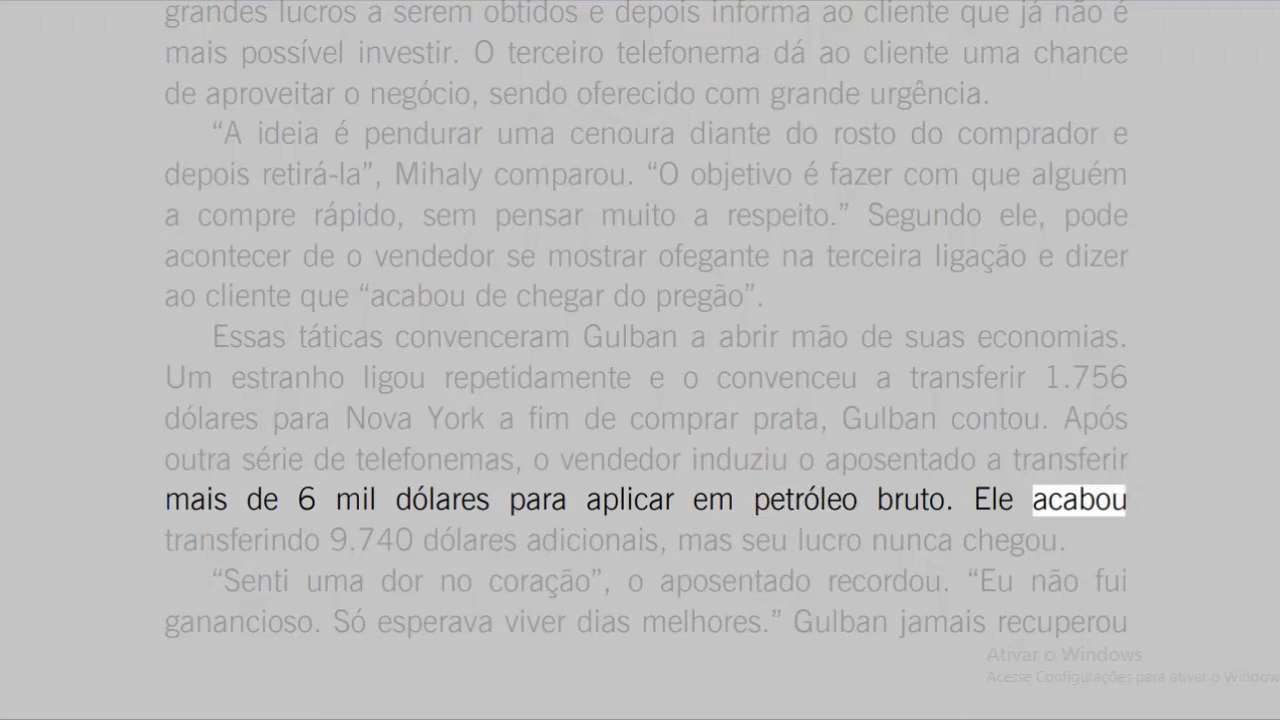 grandes lucros a serem obtidos e depois informa ao cliente que já não é
mais possível investir. O terceiro telefonema dá ao cliente uma chance
de aproveitar o negócio, sendo oferecido com grande urgência.
“A ideia é pendurar uma cenoura diante do rosto do comprador e
depois retirá-la”, Mihaly comparou. “O objetivo é fazer com que alguém
a compre rápido, sem pensar muito a respeito.” Segundo ele, pode
acontecer de o vendedor se mostrar ofegante na terceira ligação e dizer
ao cliente que “acabou de chegar do pregão”.
Essas táticas convenceram Gulban a abrir mão de suas economias.
Um estranho ligou repetidamente e o convenceu a transferir 1.756
dólares para Nova York a fim de comprar prata, Gulban contou. Após
outra série de telefonemas, o vendedor induziu o aposentado a transferir
mais de 6 mil dólares para aplicar em petróleo bruto. Ele acabou
transferindo 9.740 dólares adicionais, mas seu lucro nunca chegou.
“Senti uma dor no coração”, o aposentado recordou. “Eu não fui
ganancioso. Só esperava viver dias melhores.” Gulban jamais recuperou
Ativar o Windows
Acesse Configurações para ativar o Window